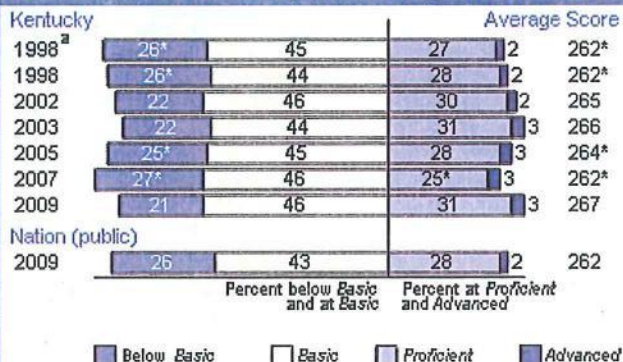 Kentucky Average Score
1998a 26* 45 27 2 262*
1998 26* 44 28 2 262*
2002 22 46 30 2 265
2003 22 44 31 3 266
2005 25* 45 28 3 264*
2007 27* 46 25* 3 262*
2009 21 46 31 3 267
Nation (public)
2009 26 43 28 2 262
Percent below Basic Percent at Proficient
and at Basic and Advanced
Below Basic Basic Proficient Advanced